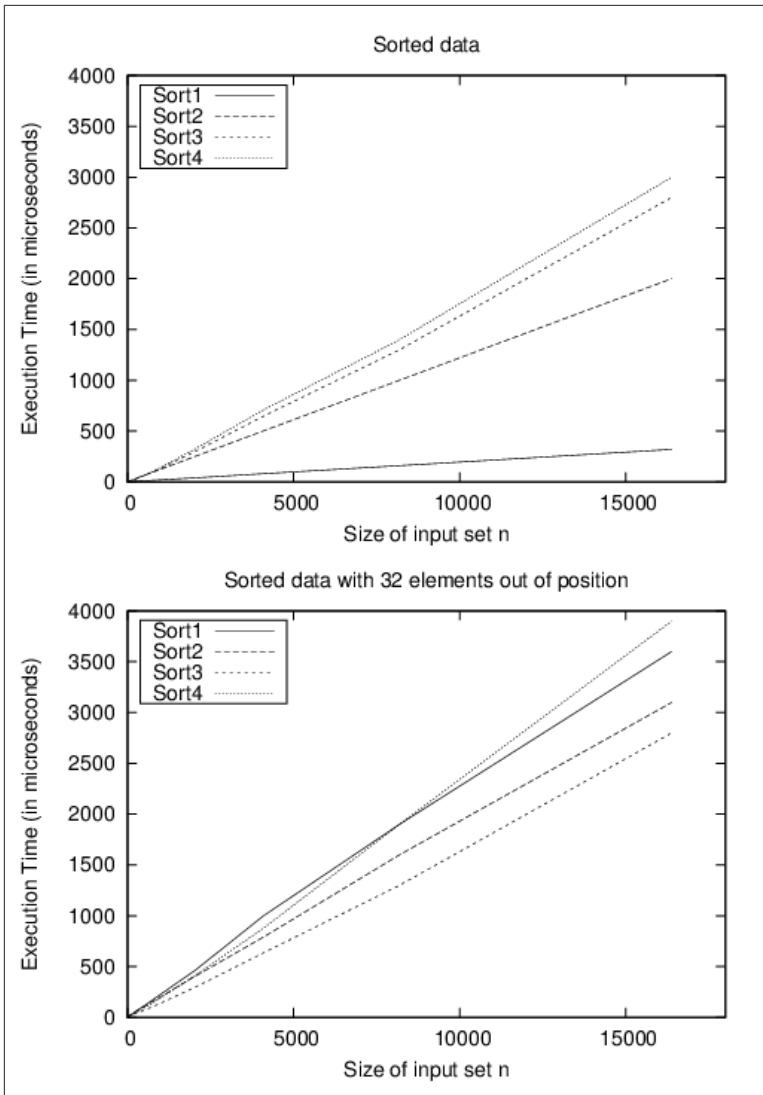 Sorted data
Execution Time (in microseconds)
4000
3500
3000
2500
2000
1500
1000
500
0
Sort1
Sort2
Sort3
Sort4
0 5000 10000 15000
Size of input set n
Sorted data with 32 elements out of position
Execution Time (in microseconds)
4000
3500
3000
2500
2000
1500
1000
500
0
Sort1
Sort2
Sort3
Sort4
0 5000 10000 15000
Size of input set n